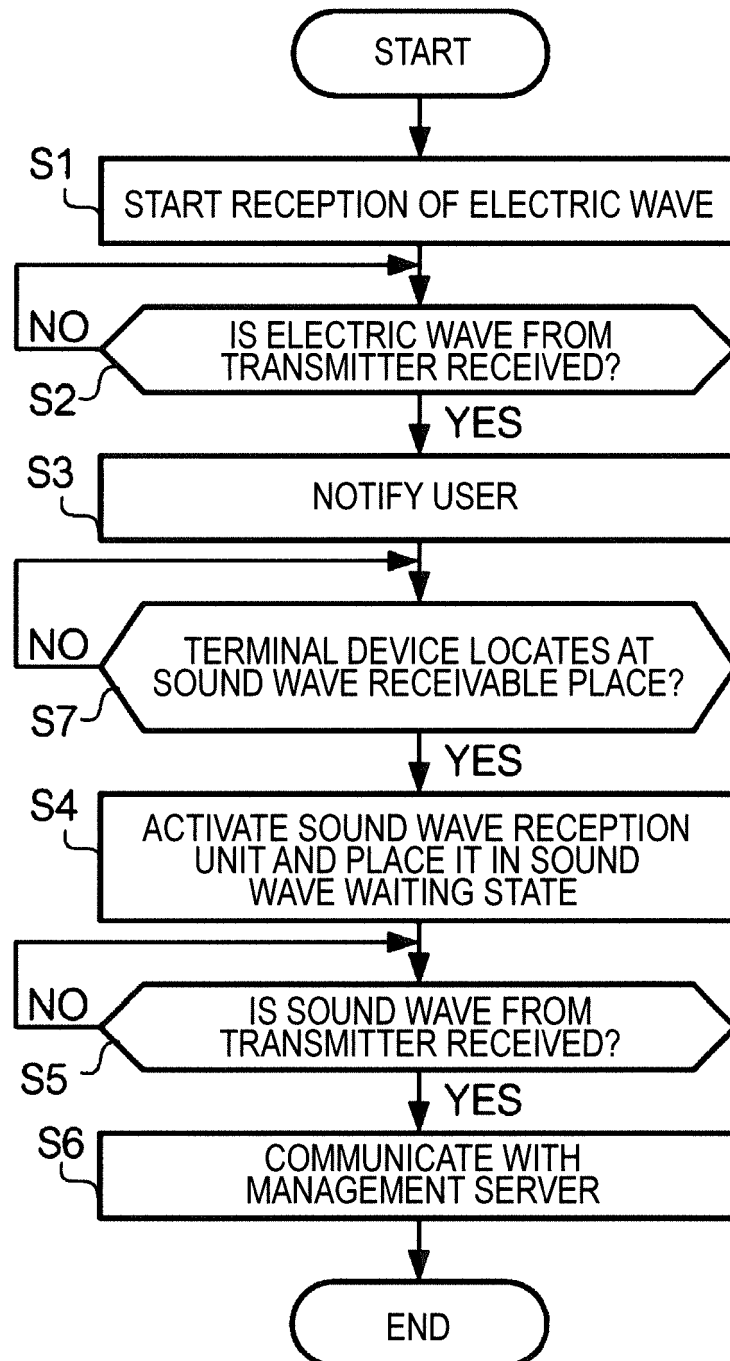 START
S1
START RECEPTION OF ELECTRIC WAVE
NO
IS ELECTRIC WAVE FROM
TRANSMITTER RECEIVED?
S2
YES
S3
NOTIFY USER
NO
TERMINAL DEVICE LOCATES AT
SOUND WAVE RECEIVABLE PLACE?
S7
YES
S4
ACTIVATE SOUND WAVE RECEPTION
UNIT AND PLACE IT IN SOUND
WAVE WAITING STATE
NO
IS SOUND WAVE FROM
TRANSMITTER RECEIVED?
S5
YES
S6
COMMUNICATE WITH
MANAGEMENT SERVER
END